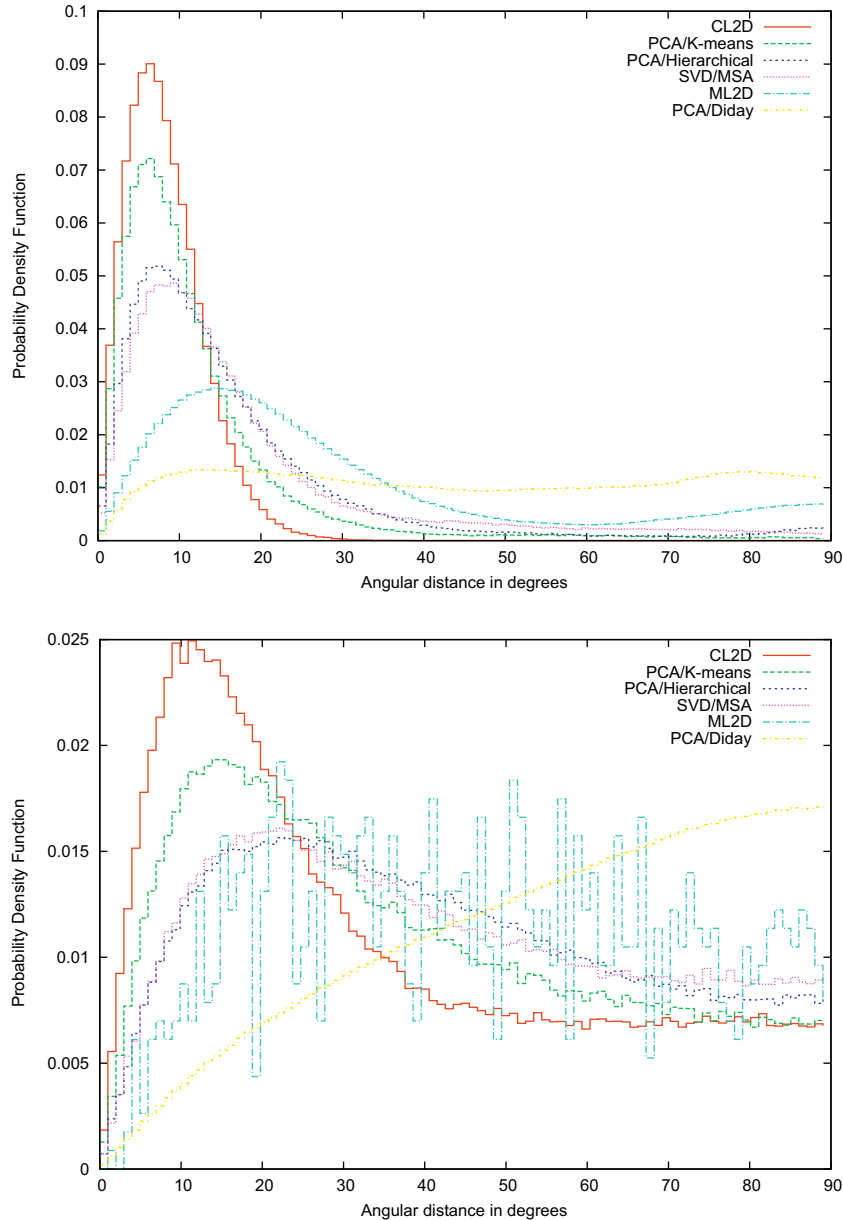 0.1
0.09
0.08
0.07
0.06
0.05
0.04
0.03
0.02
0.01
0
Probability Density Function
CL2D
PCA/K-means
PCA/Hierarchical
SVD/MSA
ML2D
PCA/Diday
0 10 20 30 40 50 60 70 80 90
Angular distance in degrees
0.025
0.02
0.015
0.01
0.005
0
Probability Density Function
CL2D
PCA/K-means
PCA/Hierarchical
SVD/MSA
ML2D
PCA/Diday
0 10 20 30 40 50 60 70 80 90
Angular distance in degrees